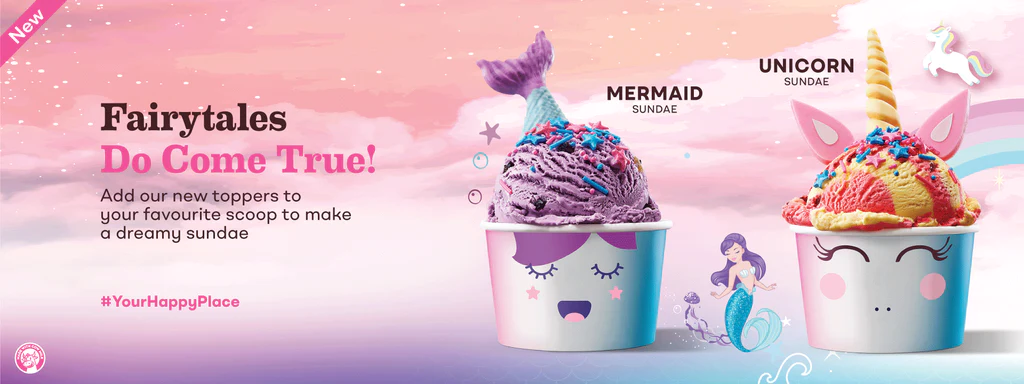 New
Fairytales
Do Come True!
Add our new toppers to
your favourite scoop to make
a dreamy sundae
#YourHappyPlace
MERMAID
SUNDAE
UNICORN
SUNDAE